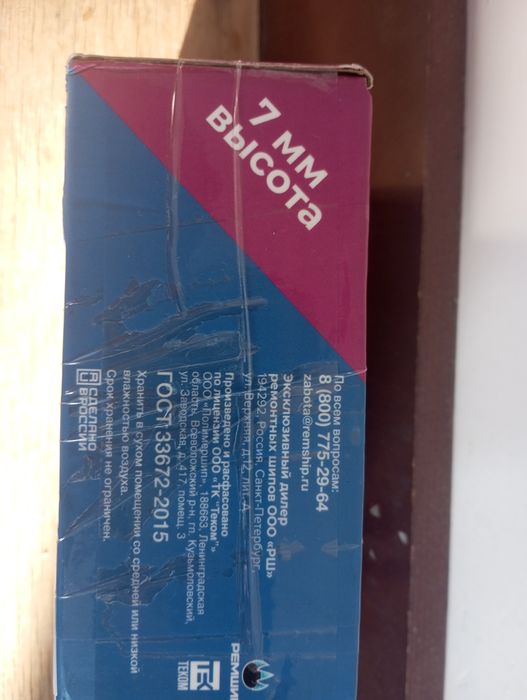 7 мм
высота
По всем вопросам:
8 (800) 775-29-64
zabota@remship.ru
Эксклюзивный дилер
ремонтных шипов ООО «РШ»
194292, Россия, Санкт-Петербург,
ул. Верхняя, д.12, лит. А
Произведено и расфасовано
по лицензии ООО «ТК "Теком"»
ООО «Полимершип», 188663, Ленинградская
область, Всеволожский р-н, гп. Кузьмоловский,
ул. Заводская, д. 417, помещ. 3
ГОСТ 33672-2015
Хранить в сухом помещении со средней или низкой
влажностью воздуха.
Срок хранения не ограничен.
СДЕЛАНО
В РОССИИ
РЕМШИП
ТЕКОМ